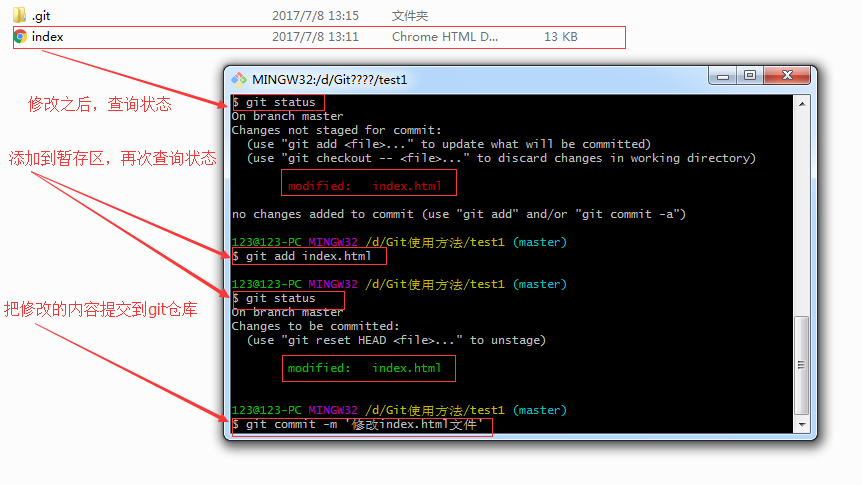 .git 2017/7/8 13:15 文件夹
index 2017/7/8 13:11 Chrome HTML D... 13 KB
MINGW32:/d/Git????/test1
修改之后，查询状态
添加到暂存区，再次查询状态
把修改的内容提交到git仓库
$ git status
On branch master
Changes not staged for commit:
(use "git add <file>..." to update what will be committed)
(use "git checkout -- <file>..." to discard changes in working directory)
modified: index.html
no changes added to commit (use "git add" and/or "git commit -a")
123@123-PC MINGW32 /d/Git使用方法/test1 (master)
$ git add index.html
123@123-PC MINGW32 /d/Git使用方法/test1 (master)
$ git status
On branch master
Changes to be committed:
(use "git reset HEAD <file>..." to unstage)
modified: index.html
123@123-PC MINGW32 /d/Git使用方法/test1 (master)
$ git commit -m '修改index.html文件'